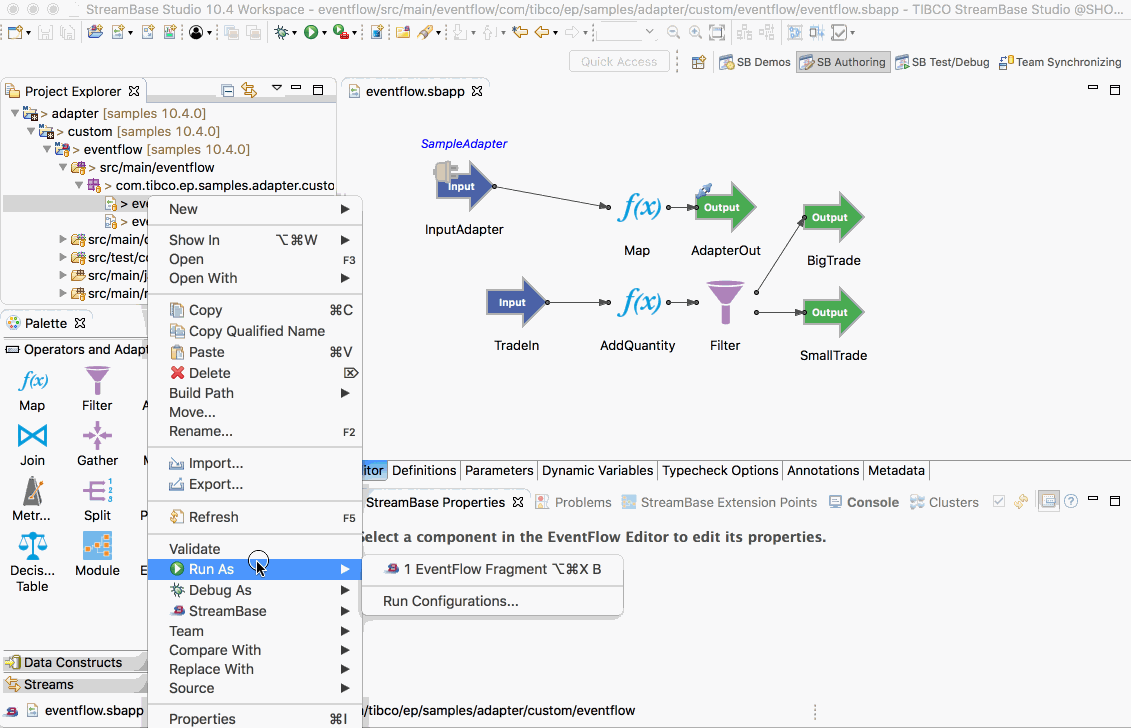 StreamBase Studio 10.4 Workspace - eventflow/src/main/eventflow/com/tibco/ep/samples/adapter/custom/eventflow/eventflow.sbapp - TIBCO StreamBase Studio @SHO...
Quick Access
SB Demos
SB Authoring
SB Test/Debug
Team Synchronizing
Project Explorer
> adapter [samples 10.4.0]
> custom [samples 10.4.0]
> eventflow [samples 10.4.0]
> src/main/eventflow
> com.tibco.ep.samples.adapter.custo
> eve
> eve
src/main/c
src/test/co
src/main/j
src/main/r
Palette
Operators and Adapt
Map
Filter
Join
Gather
Metr...
Split
Decis... Table
Module
Data Constructs
Streams
eventflow.sbapp
New
Show In ⌥⌘W
Open F3
Open With
Copy ⌘C
Copy Qualified Name
Paste ⌘V
Delete ⌦
Build Path
Move...
Rename... F2
Import...
Export...
Refresh F5
Validate
Run As
Debug As
StreamBase
Team
Compare With
Replace With
Source
Properties ⌘I
1 EventFlow Fragment ⌥⌘X B
Run Configurations...
eventflow.sbapp
SampleAdapter
Input
InputAdapter
f(x)
Map
Output
AdapterOut
Output
BigTrade
Input
TradeIn
f(x)
AddQuantity
Filter
Output
SmallTrade
itor
Definitions
Parameters
Dynamic Variables
Typecheck Options
Annotations
Metadata
StreamBase Properties
Problems
StreamBase Extension Points
Console
Clusters
Select a component in the EventFlow Editor to edit its properties.
/tibco/ep/samples/adapter/custom/eventflow